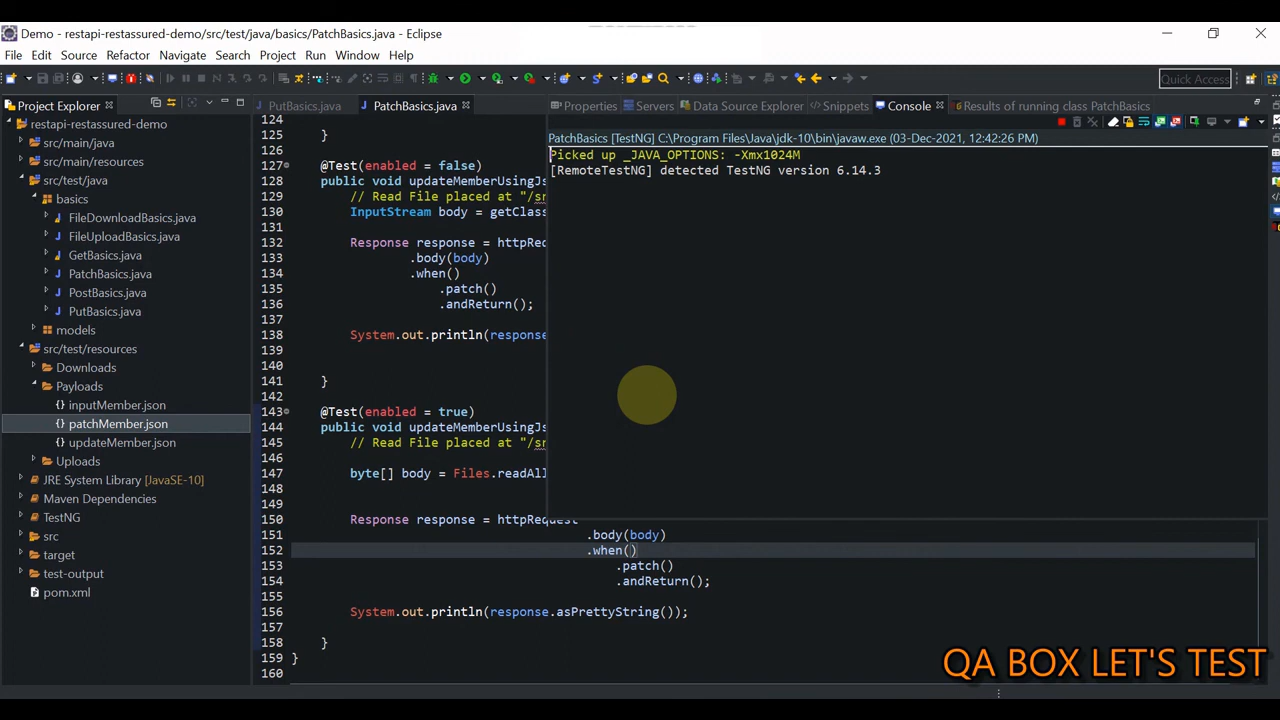 Demo - restapi-restassured-demo/src/test/java/basics/PatchBasics.java - Eclipse
File Edit Source Refactor Navigate Search Project Run Window Help
Quick Access
Project Explorer
PutBasics.java
PatchBasics.java
Properties
Servers
Data Source Explorer
Snippets
Console
Results of running class PatchBasics
restapi-restassured-demo
src/main/java
src/main/resources
src/test/java
basics
FileDownloadBasics.java
FileUploadBasics.java
GetBasics.java
PatchBasics.java
PostBasics.java
PutBasics.java
models
src/test/resources
Downloads
Payloads
inputMember.json
patchMember.json
updateMember.json
Uploads
JRE System Library [JavaSE-10]
Maven Dependencies
TestNG
src
target
test-output
pom.xml
124
125 }
126
127 @Test(enabled = false)
128 public void updateMemberUsingJs
129 // Read File placed at "/sr
130 InputStream body = getClass
131
132 Response response = httpReq
133 .body(body)
134 .when()
135 .patch()
136 .andReturn();
137
138 System.out.println(response
139
140
141 }
142
143 @Test(enabled = true)
144 public void updateMemberUsingJs
145 // Read File placed at "/sr
146
147 byte[] body = Files.readAll
148
149
150 Response response = httpRequest
151 .body(body)
152 .when()
153 .patch()
154 .andReturn();
155
156 System.out.println(response.asPrettyString());
157
158 }
159 }
160
PatchBasics [TestNG] C:\Program Files\Java\jdk-10\bin\javaw.exe (03-Dec-2021, 12:42:26 PM)
Picked up _JAVA_OPTIONS: -Xmx1024M
[RemoteTestNG] detected TestNG version 6.14.3
QA BOX LET'S TEST